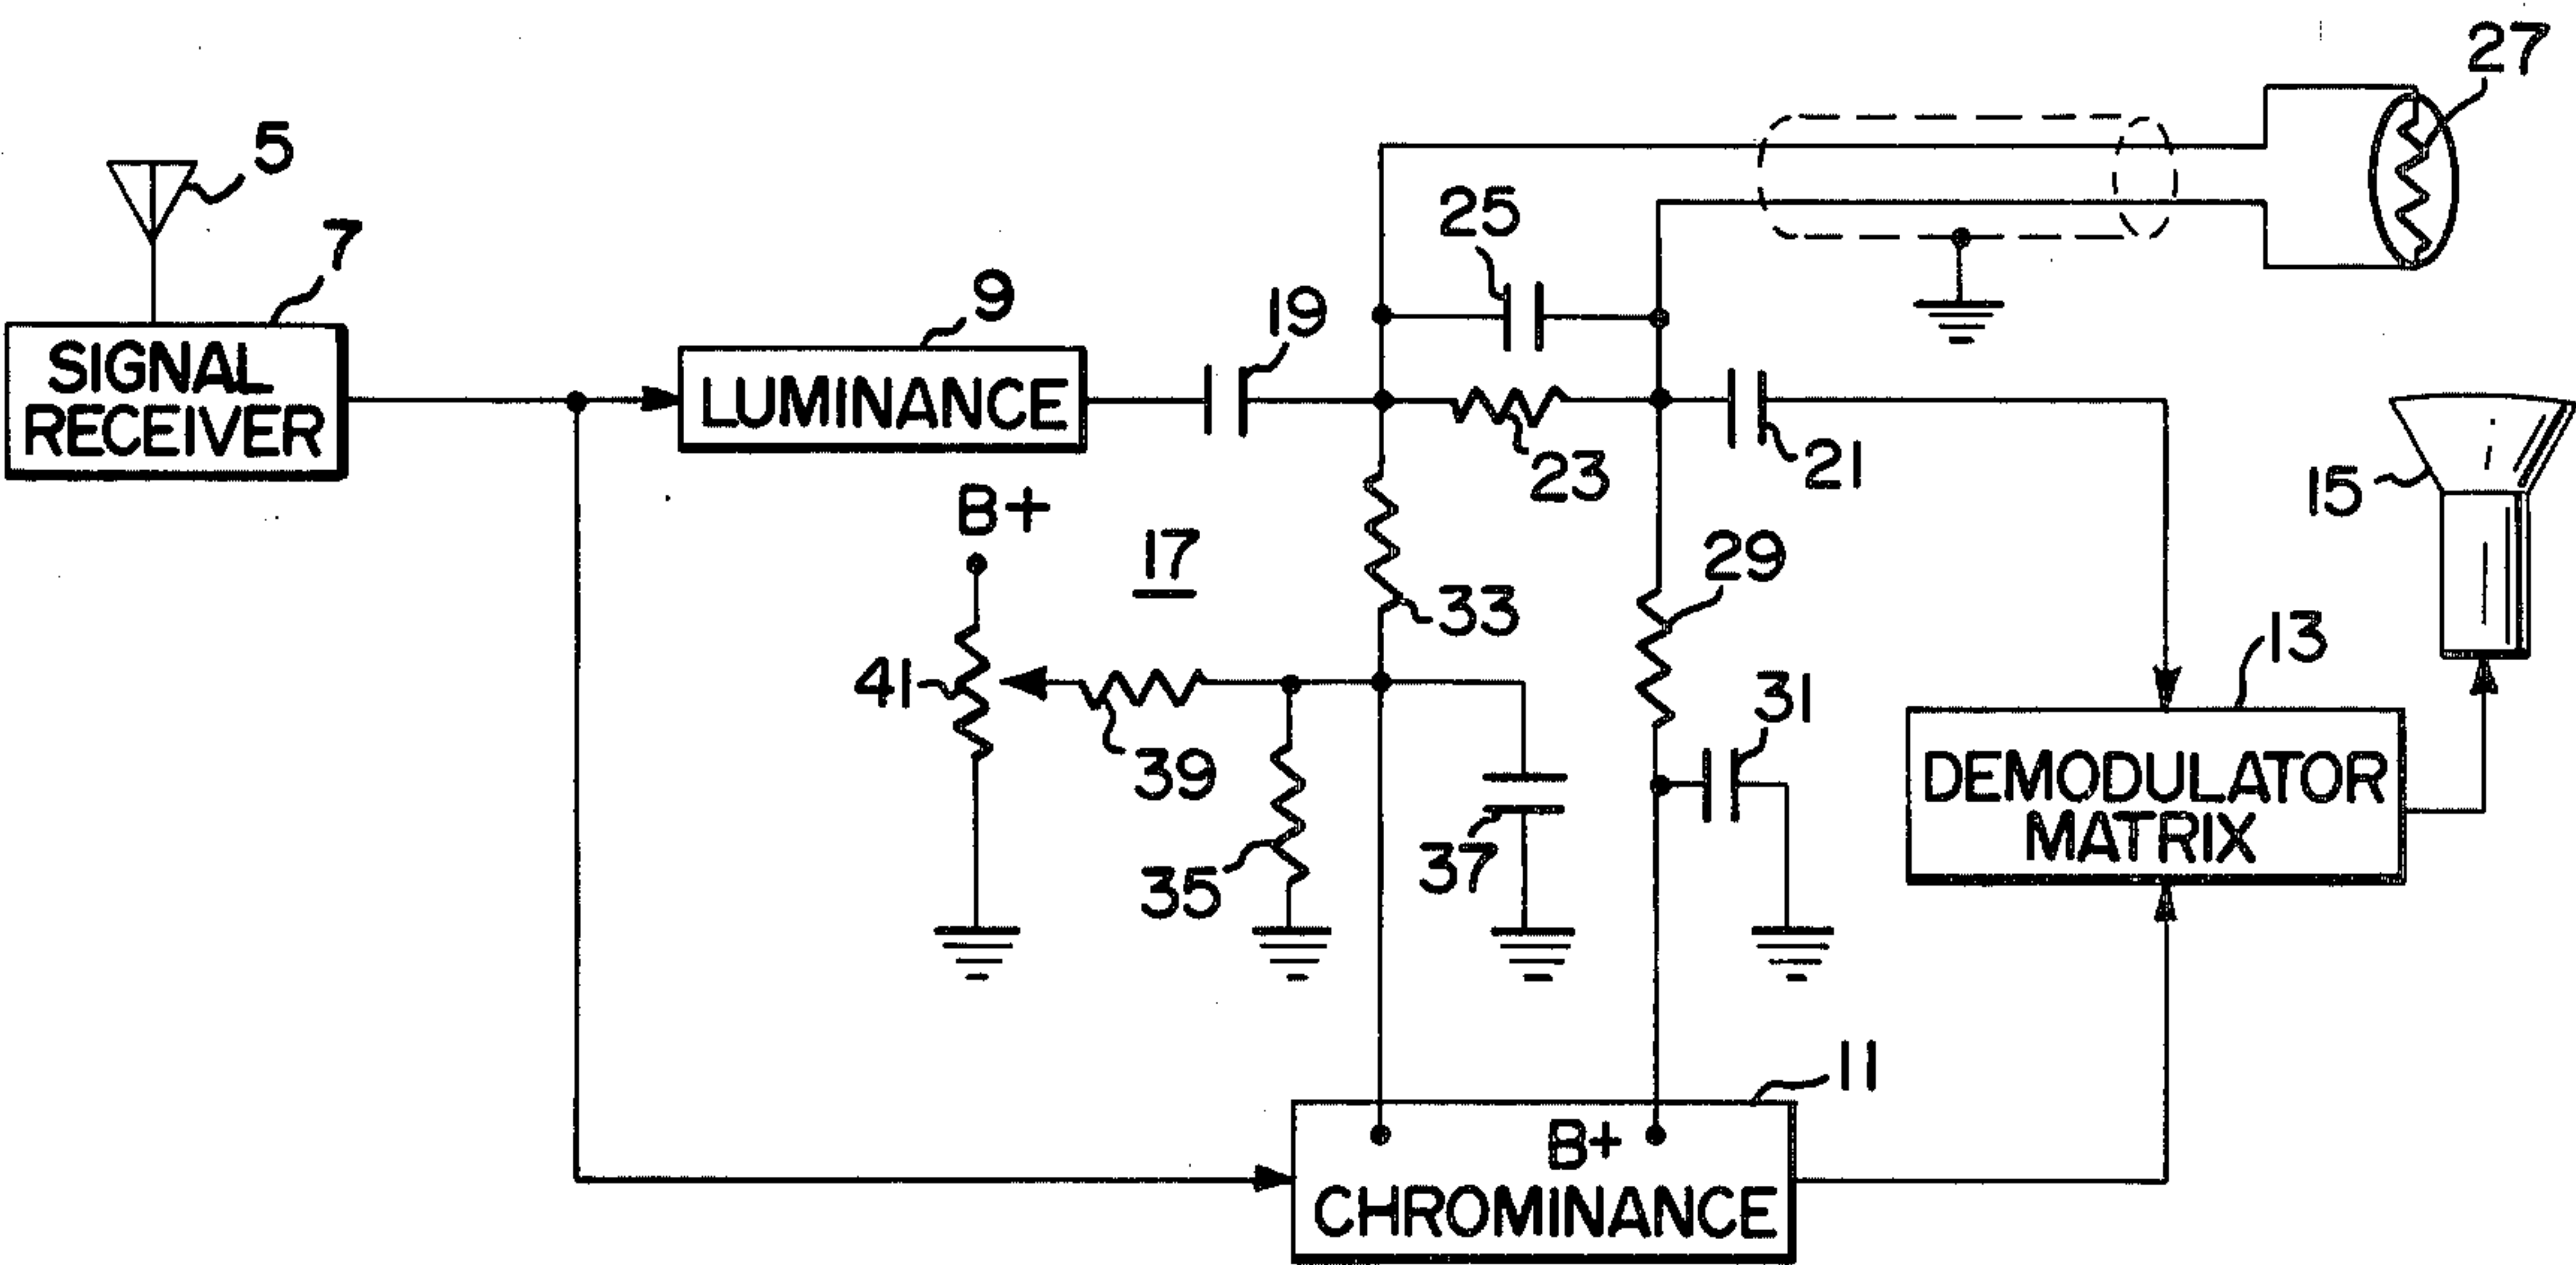 27
5
7
25
9
19
SIGNAL
RECEIVER
LUMINANCE
23
21
15
B+
17
29
33
13
41
31
39
DEMODULATOR
MATRIX
35
37
11
B+
CHROMINANCE